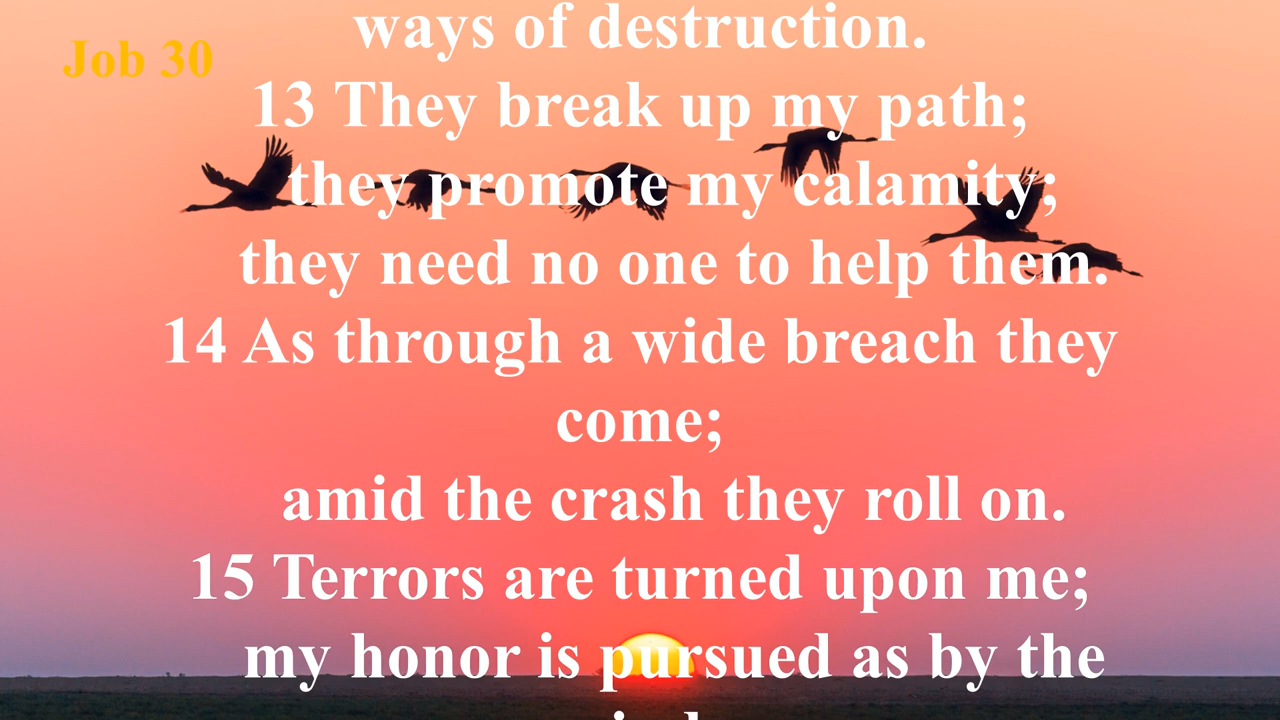 Job 30
ways of destruction.
13 They break up my path;
they promote my calamity;
they need no one to help them.
14 As through a wide breach they
come;
amid the crash they roll on.
15 Terrors are turned upon me;
my honor is pursued as by the